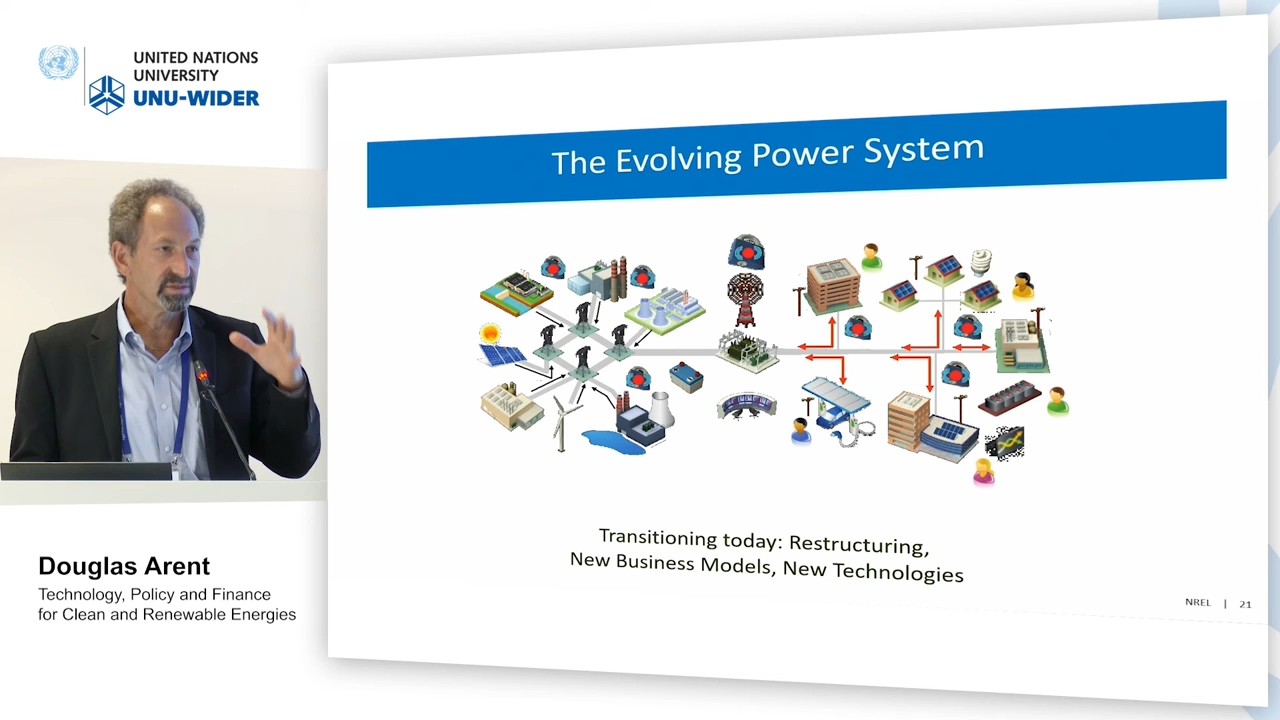 UNITED NATIONS
UNIVERSITY
UNU-WIDER
The Evolving Power System
Transitioning today: Restructuring,
New Business Models, New Technologies
NREL | 21
Douglas Arent
Technology, Policy and Finance
for Clean and Renewable Energies